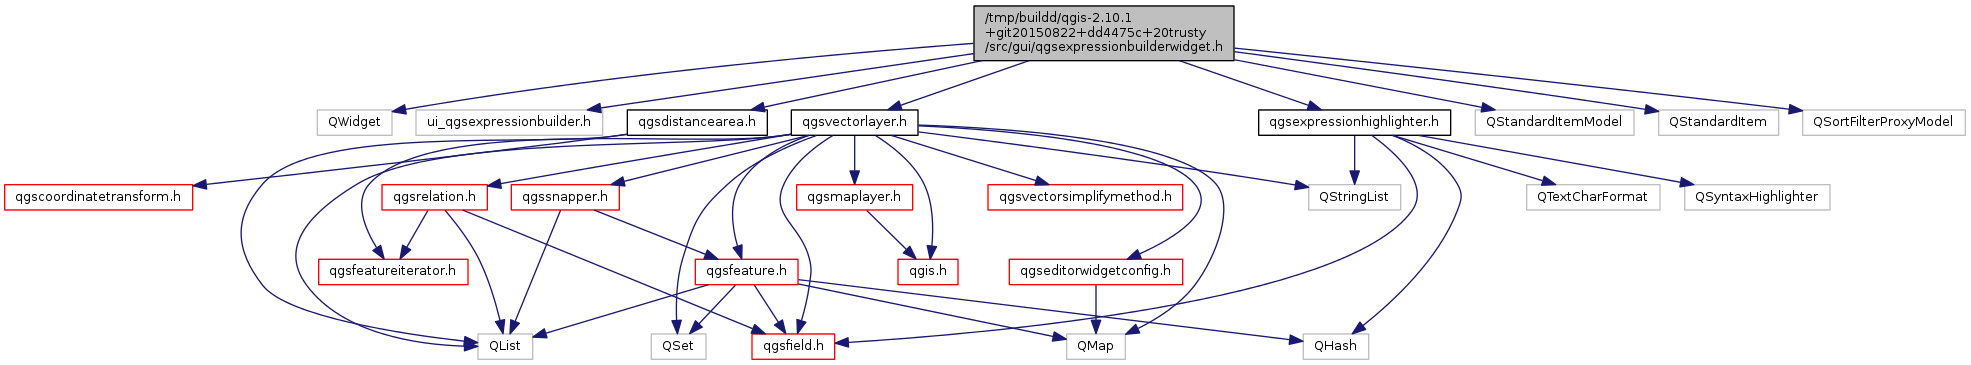 /tmp/buildd/qgis-2.10.1
+git20150822+dd4475c+20trusty
/src/gui/qgsexpressionbuilderwidget.h
QWidget
ui_qgsexpressionbuilder.h
qgsdistancearea.h
qgsvectorlayer.h
qgsexpressionhighlighter.h
QStandardItemModel
QStandardItem
QSortFilterProxyModel
qgscoordinatetransform.h
qgsrelation.h
qgssnapper.h
qgsmaplayer.h
qgsvectorsimplifymethod.h
QStringList
QTextCharFormat
QSyntaxHighlighter
qgsfeatureiterator.h
qgsfeature.h
qgis.h
qgseditorwidgetconfig.h
QList
QSet
qgsfield.h
QMap
QHash